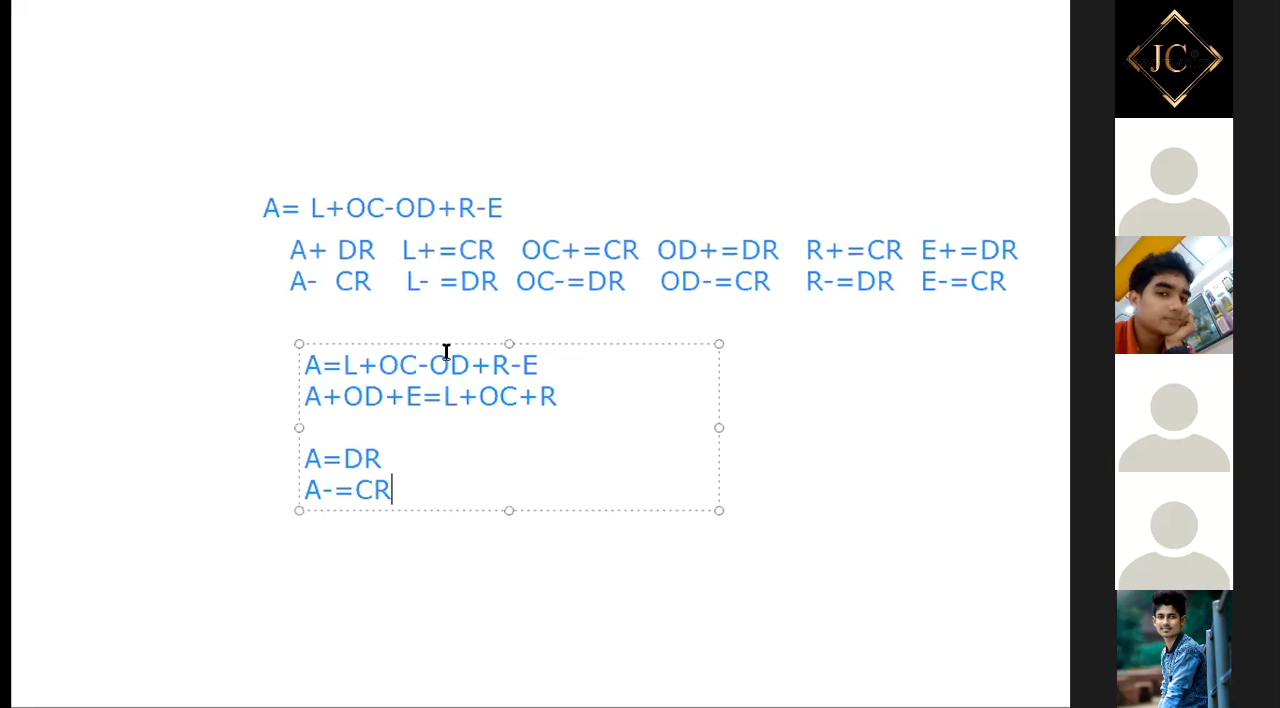 JC
A= L+OC-OD+R-E
A+ DR L+=CR OC+=CR OD+=DR R+=CR E+=DR
A- CR L- =DR OC-=DR OD-=CR R-=DR E-=CR
A=L+OC-OD+R-E
A+OD+E=L+OC+R
A=DR
A-=CR